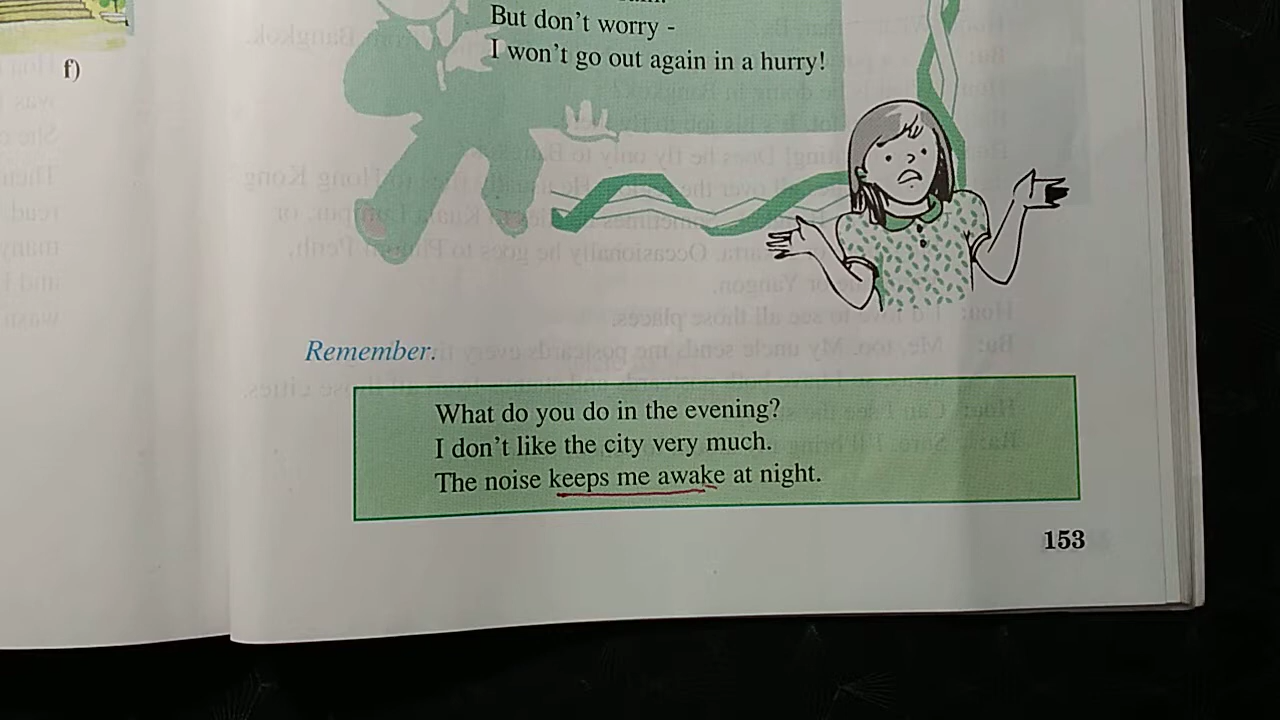 But don't worry -
I won't go out again in a hurry!
f)
Remember:
What do you do in the evening?
I don't like the city very much.
The noise keeps me awake at night.
153